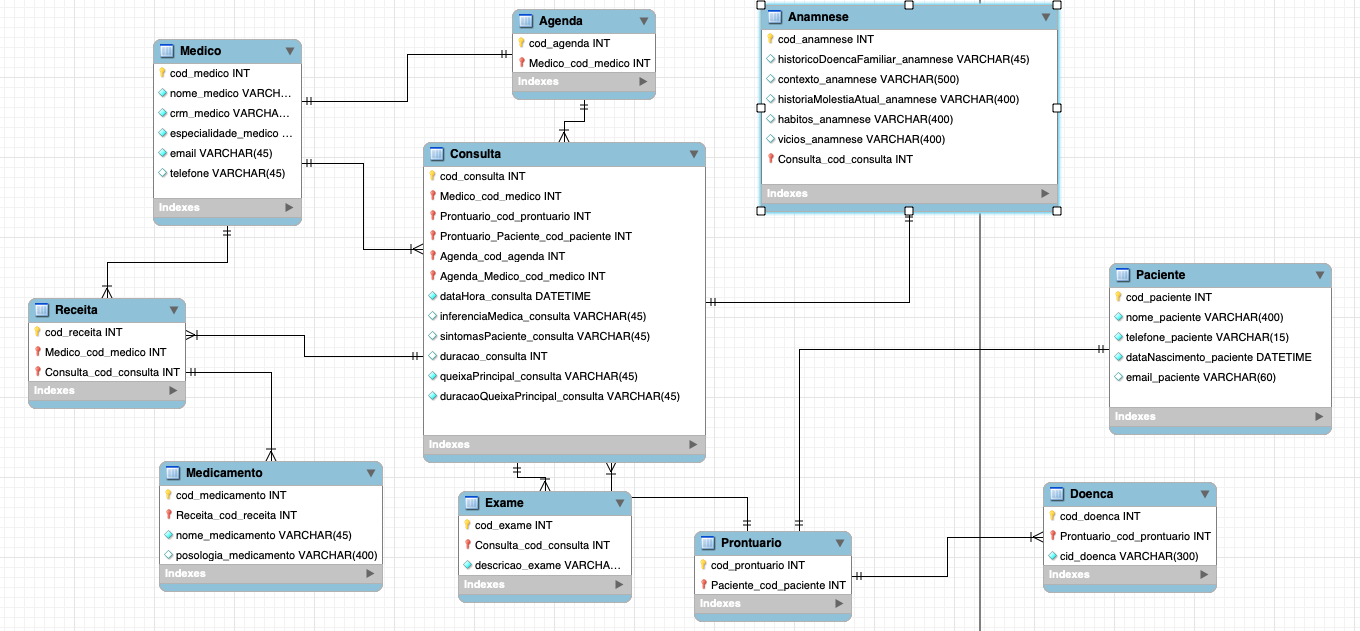 Medico
cod_medico INT
nome_medico VARCH...
crm_medico VARCHA...
especialidade_medico ...
email VARCHAR(45)
telefone VARCHAR(45)
Indexes
Agenda
cod_agenda INT
Medico_cod_medico INT
Indexes
Anamnese
cod_anamnese INT
historicoDoencaFamiliar_anamnese VARCHAR(45)
contexto_anamnese VARCHAR(500)
historiaMolestiaAtual_anamnese VARCHAR(400)
habitos_anamnese VARCHAR(400)
vicios_anamnese VARCHAR(400)
Consulta_cod_consulta INT
Indexes
Consulta
cod_consulta INT
Medico_cod_medico INT
Prontuario_cod_prontuario INT
Prontuario_Paciente_cod_paciente INT
Agenda_cod_agenda INT
Agenda_Medico_cod_medico INT
dataHora_consulta DATETIME
inferenciaMedica_consulta VARCHAR(45)
sintomasPaciente_consulta VARCHAR(45)
duracao_consulta INT
queixaPrincipal_consulta VARCHAR(45)
duracaoQueixaPrincipal_consulta VARCHAR(45)
Indexes
Paciente
cod_paciente INT
nome_paciente VARCHAR(400)
telefone_paciente VARCHAR(15)
dataNascimento_paciente DATETIME
email_paciente VARCHAR(60)
Indexes
Receita
cod_receita INT
Medico_cod_medico INT
Consulta_cod_consulta INT
Indexes
Medicamento
cod_medicamento INT
Receita_cod_receita INT
nome_medicamento VARCHAR(45)
posologia_medicamento VARCHAR(400)
Indexes
Exame
cod_exame INT
Consulta_cod_consulta INT
descricao_exame VARCHA...
Indexes
Prontuario
cod_prontuario INT
Paciente_cod_paciente INT
Indexes
Doenca
cod_doenca INT
Prontuario_cod_prontuario INT
cid_doenca VARCHAR(300)
Indexes